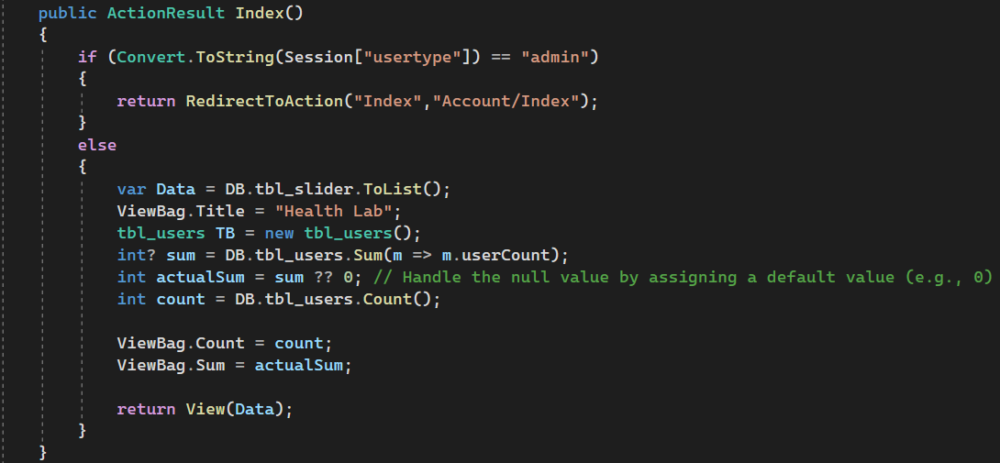 public ActionResult Index()
{
if (Convert.ToString(Session["usertype"]) == "admin")
{
return RedirectToAction("Index","Account/Index");
}
else
{
var Data = DB.tbl_slider.ToList();
ViewBag.Title = "Health Lab";
tbl_users TB = new tbl_users();
int? sum = DB.tbl_users.Sum(m => m.userCount);
int actualSum = sum ?? 0; // Handle the null value by assigning a default value (e.g., 0)
int count = DB.tbl_users.Count();
ViewBag.Count = count;
ViewBag.Sum = actualSum;
return View(Data);
}
}